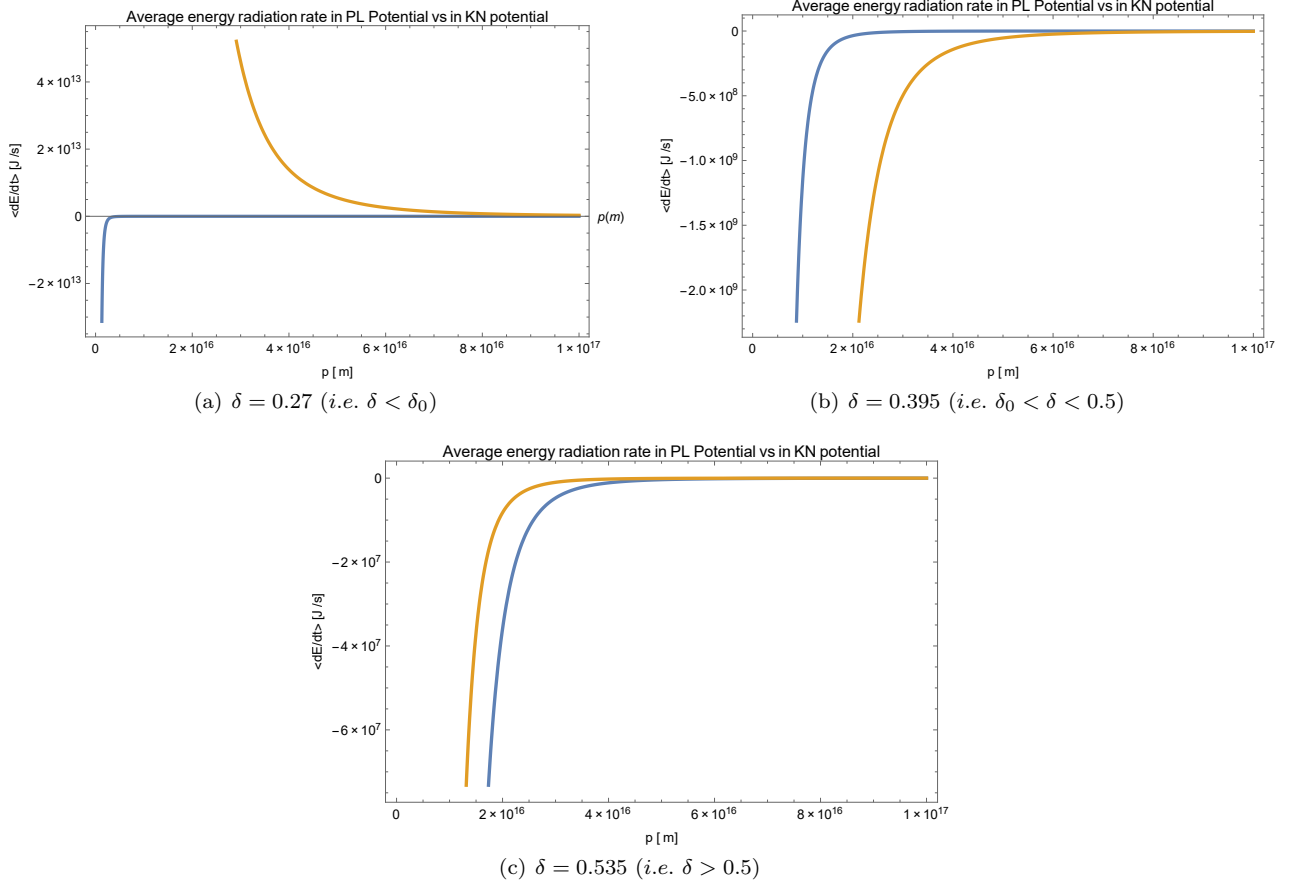 Average energy radiation rate in PL Potential vs in KN potential
<dE/dt> [J /s]
4 × 10^13
2 × 10^13
0
−2 × 10^13
p(m)
0
2 × 10^16
4 × 10^16
6 × 10^16
8 × 10^16
1 × 10^17
p [ m]
(a) δ = 0.27 (i.e. δ < δ₀)
Average energy radiation rate in PL Potential vs in KN potential
<dE/dt> [J /s]
0
−5.0 × 10^8
−1.0 × 10^9
−1.5 × 10^9
−2.0 × 10^9
0
2 × 10^16
4 × 10^16
6 × 10^16
8 × 10^16
1 × 10^17
p [ m]
(b) δ = 0.395 (i.e. δ₀ < δ < 0.5)
Average energy radiation rate in PL Potential vs in KN potential
<dE/dt> [J /s]
0
−2 × 10^7
−4 × 10^7
−6 × 10^7
0
2 × 10^16
4 × 10^16
6 × 10^16
8 × 10^16
1 × 10^17
p [ m]
(c) δ = 0.535 (i.e. δ > 0.5)